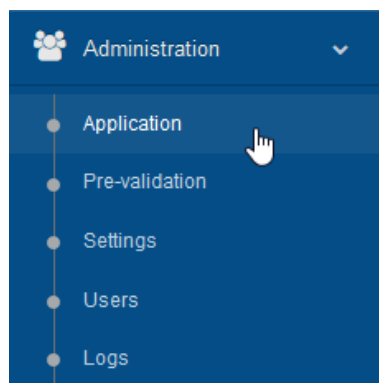 Administration
Application
Pre-validation
Settings
Users
Logs